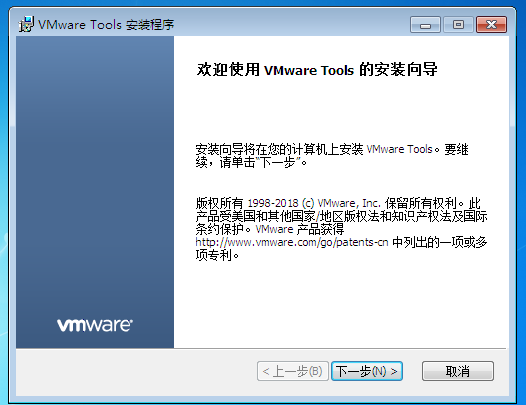 VMware Tools 安装程序
欢迎使用 VMware Tools 的安装向导
安装向导将在您的计算机上安装 VMware Tools。要继
续，请单击“下一步”。
版权所有 1998-2018 (c) VMware, Inc. 保留所有权利。此
产品受美国和其他国家/地区版权法和知识产权法及国际
条约保护。VMware 产品获得
http://www.vmware.com/go/patents-cn 中列出的一项或多
项专利。
vmware
< 上一步(B) 下一步(N) > 取消